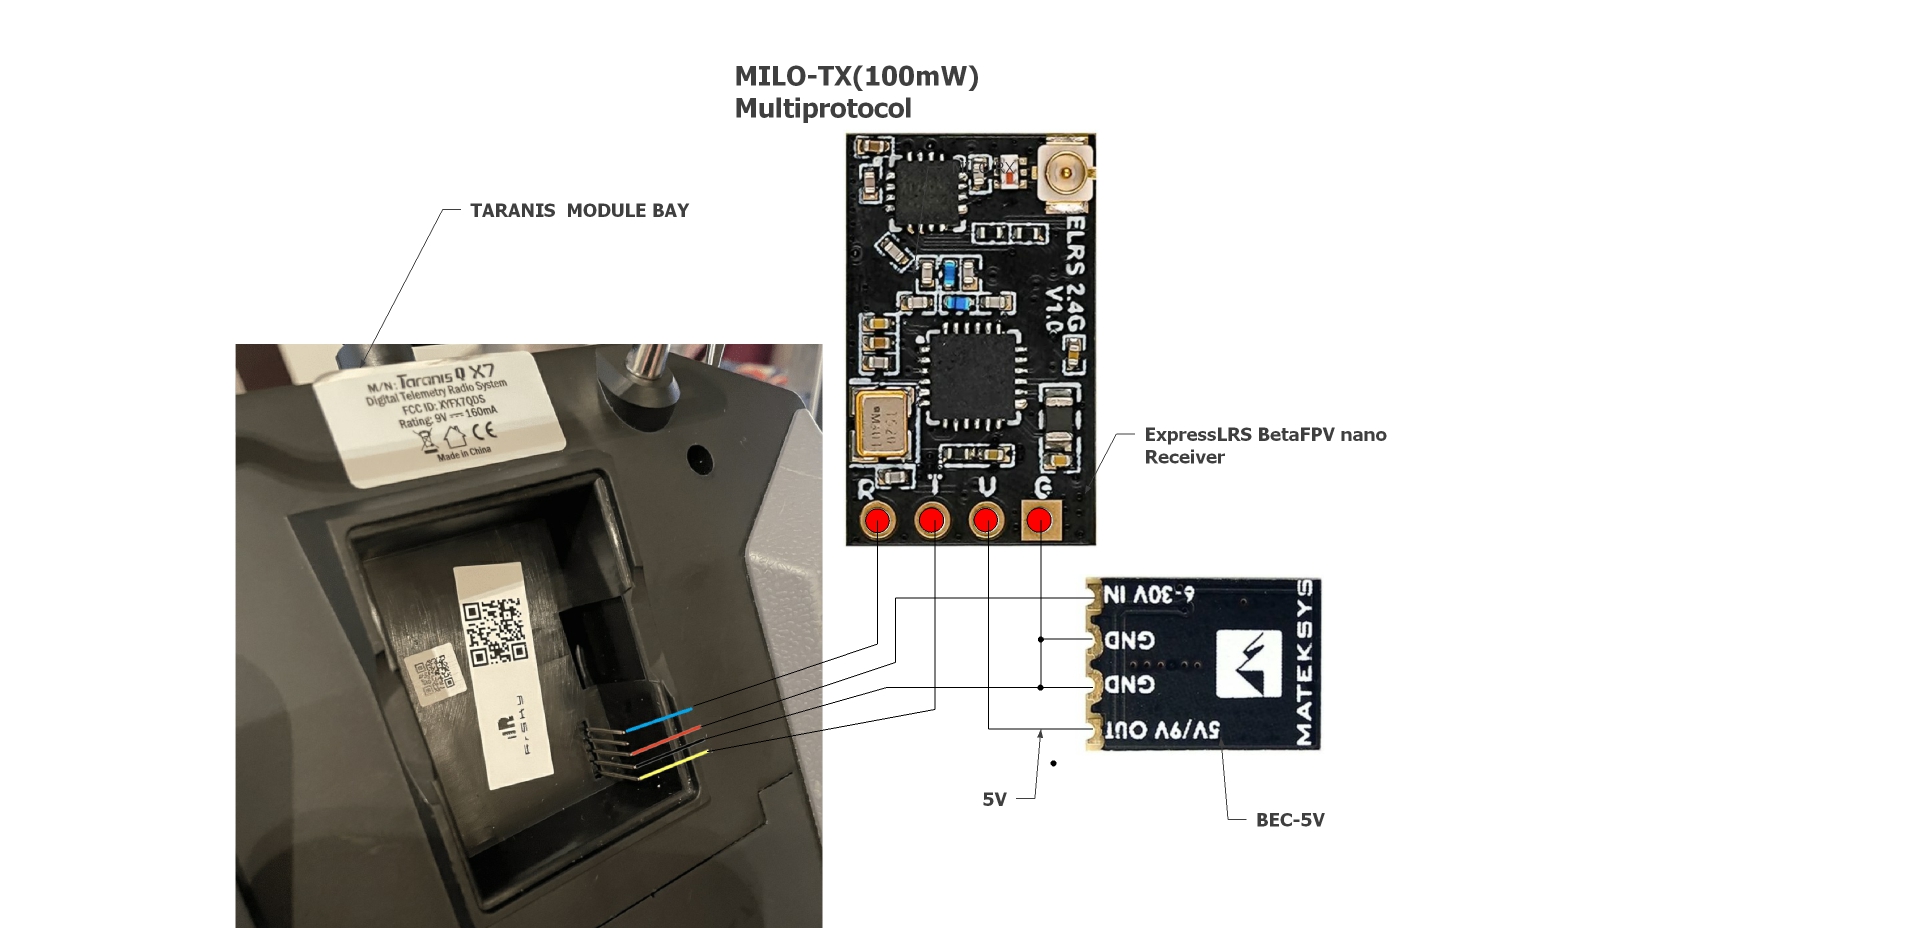 MILO-TX(100mW)
Multiprotocol
TARANIS  MODULE BAY
ELRS 2.4G
V1.0
R T V G
ExpressLRS BetaFPV nano
Receiver
M/N: Taranis Q X7
Digital Telemetry Radio System
FCC ID: XYFX7QDS
Rating: 9V 160mA
CE
Made in China
FrSky
6-30V IN
GND
GND
5V/9V OUT
MATEKSYS
5V
BEC-5V